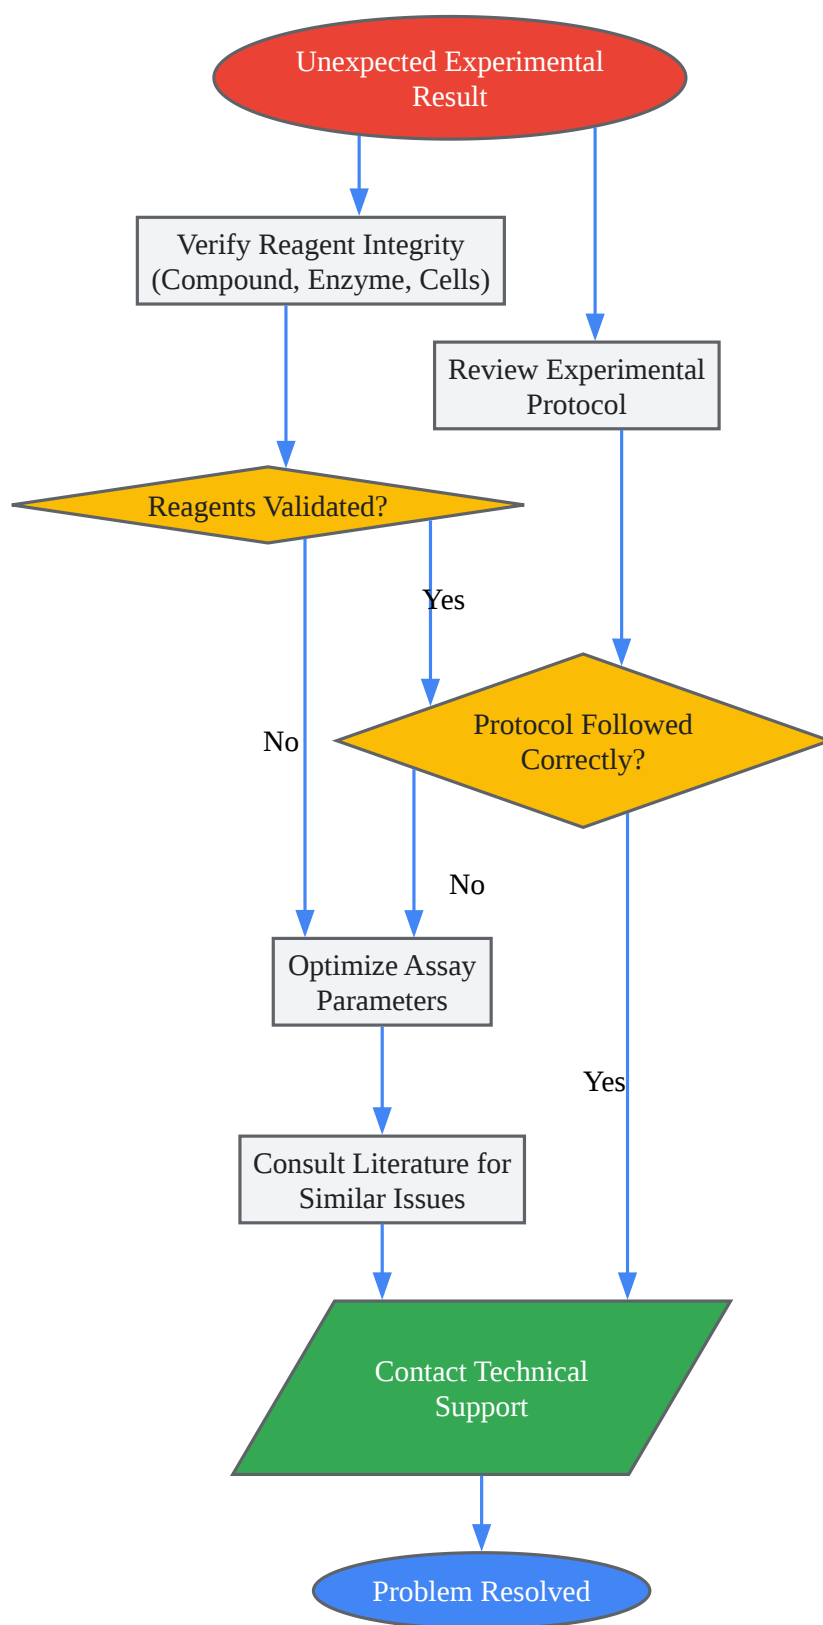 Unexpected Experimental
Result
Verify Reagent Integrity
(Compound, Enzyme, Cells)
Review Experimental
Protocol
Reagents Validated?
Yes
Protocol Followed
Correctly?
No
No
Optimize Assay
Parameters
Yes
Consult Literature for
Similar Issues
Contact Technical
Support
Problem Resolved